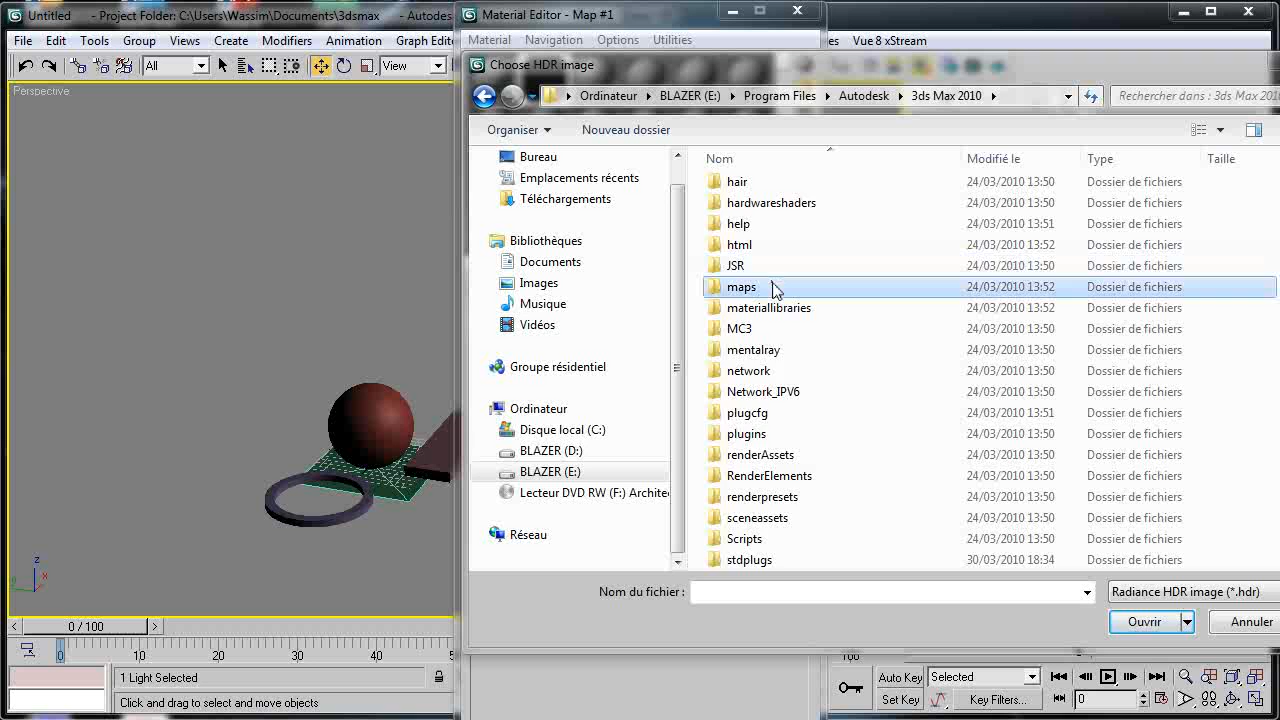 Untitled - Project Folder: C:\Users\Wassim\Documents\3dsmax - Autodes
File Edit Tools Group Views Create Modifiers Animation Graph Edit
Vue 8 xStream
All
View
Perspective
0 / 100
0 10 20 30 40
100
1 Light Selected
Click and drag to select and move objects
Auto Key Selected
Set Key Key Filters...
0
Material Editor - Map #1
Material Navigation Options Utilities
Choose HDR image
Ordinateur BLAZER (E:) Program Files Autodesk 3ds Max 2010
Rechercher dans : 3ds Max 201
Organiser Nouveau dossier
Bureau
Emplacements récents
Téléchargements
Bibliothèques
Documents
Images
Musique
Vidéos
Groupe résidentiel
Ordinateur
Disque local (C:)
BLAZER (D:)
BLAZER (E:)
Lecteur DVD RW (F:) Archite
Réseau
Nom Modifié le Type Taille
hair 24/03/2010 13:50 Dossier de fichiers
hardwareshaders 24/03/2010 13:50 Dossier de fichiers
help 24/03/2010 13:51 Dossier de fichiers
html 24/03/2010 13:52 Dossier de fichiers
JSR 24/03/2010 13:50 Dossier de fichiers
maps 24/03/2010 13:52 Dossier de fichiers
materiallibraries 24/03/2010 13:52 Dossier de fichiers
MC3 24/03/2010 13:50 Dossier de fichiers
mentalray 24/03/2010 13:50 Dossier de fichiers
network 24/03/2010 13:50 Dossier de fichiers
Network_IPV6 24/03/2010 13:50 Dossier de fichiers
plugcfg 24/03/2010 13:51 Dossier de fichiers
plugins 24/03/2010 13:50 Dossier de fichiers
renderAssets 24/03/2010 13:50 Dossier de fichiers
RenderElements 24/03/2010 13:50 Dossier de fichiers
renderpresets 24/03/2010 13:50 Dossier de fichiers
sceneassets 24/03/2010 13:50 Dossier de fichiers
Scripts 24/03/2010 13:50 Dossier de fichiers
stdplugs 30/03/2010 18:34 Dossier de fichiers
Nom du fichier :
Radiance HDR image (*.hdr)
Ouvrir Annuler